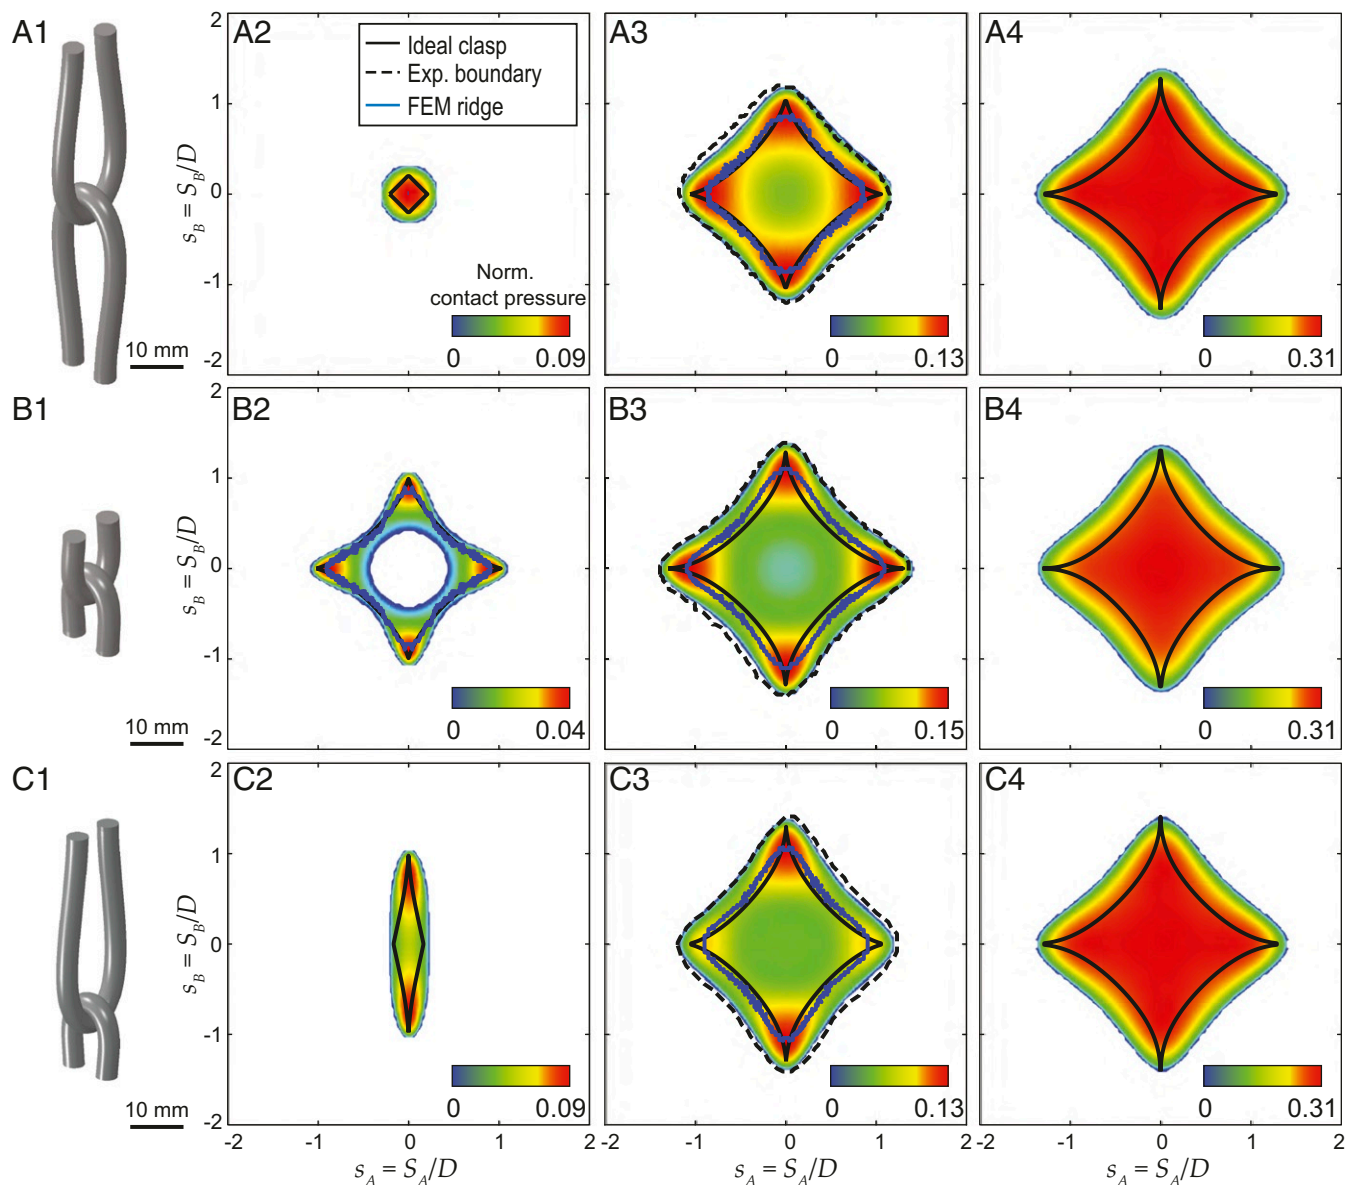 A1
10 mm
A2
Ideal clasp
Exp. boundary
FEM ridge
Norm.
contact pressure
0 0.09
2
1
0
-1
-2
s_B = S_B/D
A3
0 0.13
A4
0 0.31
B1
10 mm
B2
0 0.04
2
1
0
-1
-2
s_B = S_B/D
B3
0 0.15
B4
0 0.31
C1
10 mm
C2
0 0.09
2
1
0
-1
-2
s_B = S_B/D
C3
0 0.13
C4
0 0.31
-2 -1 0 1 2
s_A = S_A/D
-2 -1 0 1 2
s_A = S_A/D
-2 -1 0 1 2
s_A = S_A/D